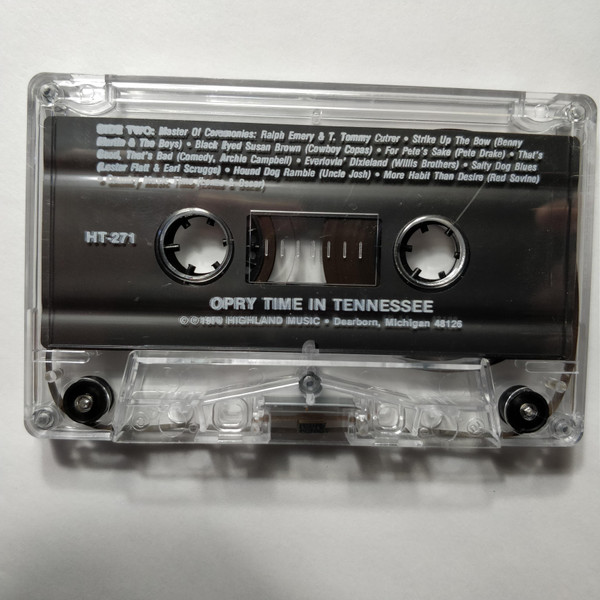 SIDE TWO: Master Of Ceremonies: Ralph Emery & T. Tommy Cutrer • Strike Up The Bow (Benny
Martin & The Boys) • Black Eyed Susan Brown (Cowboy Copas) • For Pete's Sake (Pete Drake) • That's
Good, That's Bad (Comedy, Archie Campbell) • Everlovin' Dixieland (Willis Brothers) • Salty Dog Blues
(Lester Flatt & Earl Scruggs) • Hound Dog Ramble (Uncle Josh) • More Habit Than Desire (Red Sovine)
HT-271
OPRY TIME IN TENNESSEE
HIGHLAND MUSIC • Dearborn, Michigan 48126